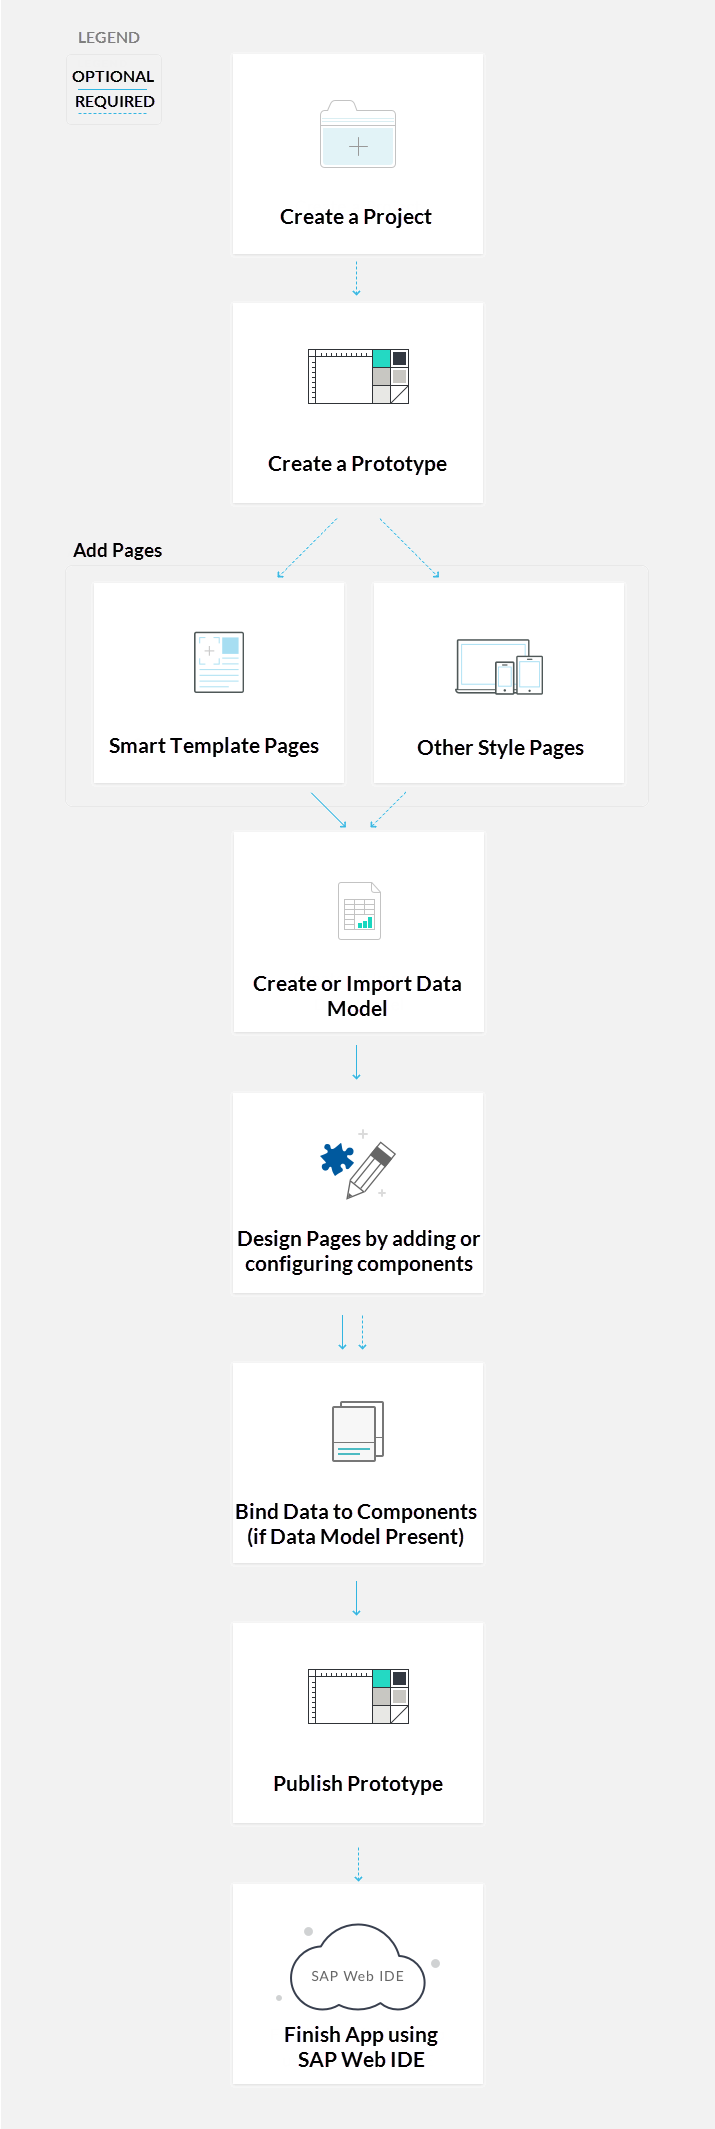 LEGEND
OPTIONAL
REQUIRED
Create a Project
Create a Prototype
Add Pages
Smart Template Pages
Other Style Pages
Create or Import Data
Model
Design Pages by adding or
configuring components
Bind Data to Components
(if Data Model Present)
Publish Prototype
SAP Web IDE
Finish App using
SAP Web IDE